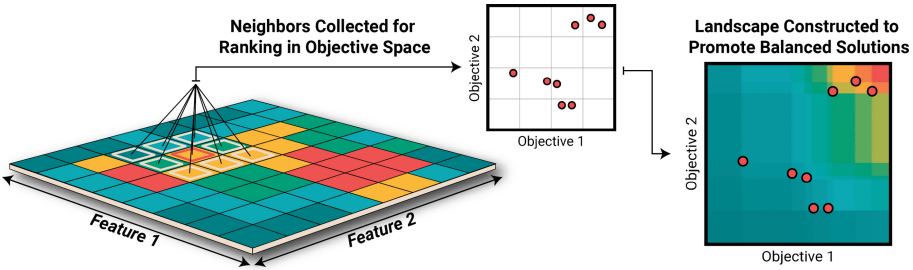 Neighbors Collected for
Ranking in Objective Space
Feature 1
Feature 2
Objective 2
Objective 1
Landscape Constructed to
Promote Balanced Solutions
Objective 2
Objective 1